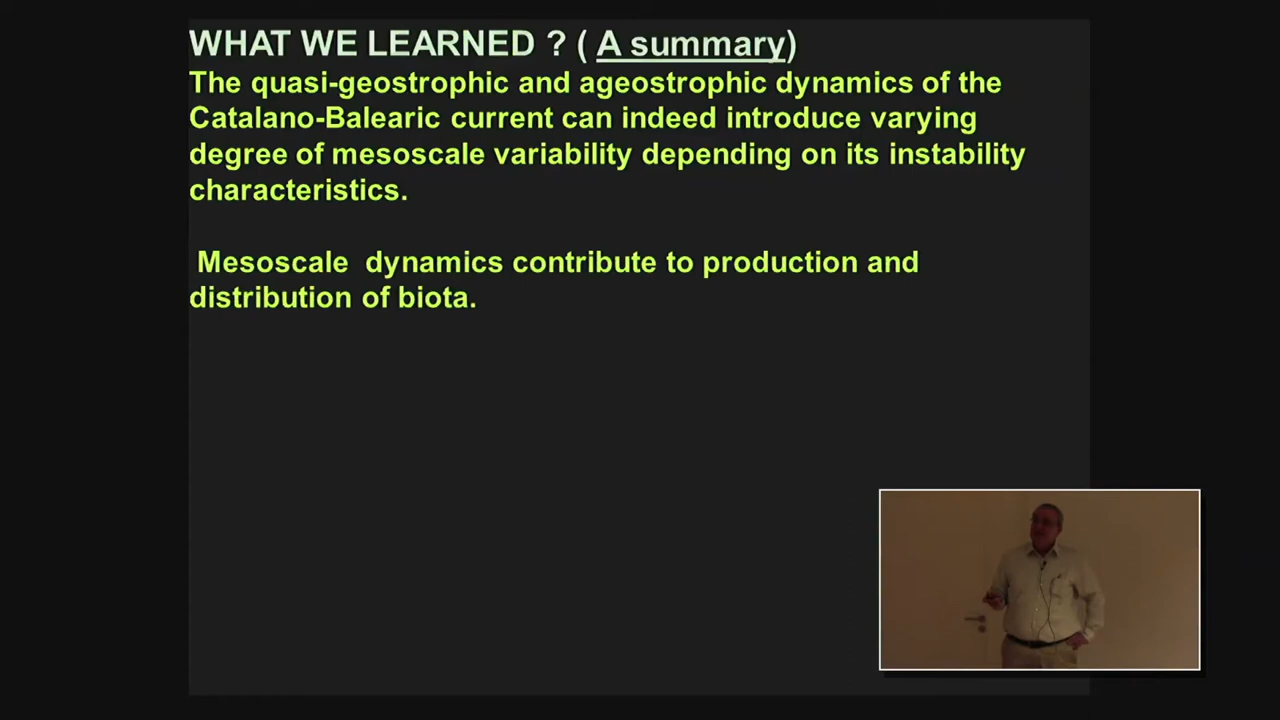 WHAT WE LEARNED ? ( A summary)
The quasi-geostrophic and ageostrophic dynamics of the
Catalano-Balearic current can indeed introduce varying
degree of mesoscale variability depending on its instability
characteristics.
Mesoscale dynamics contribute to production and
distribution of biota.